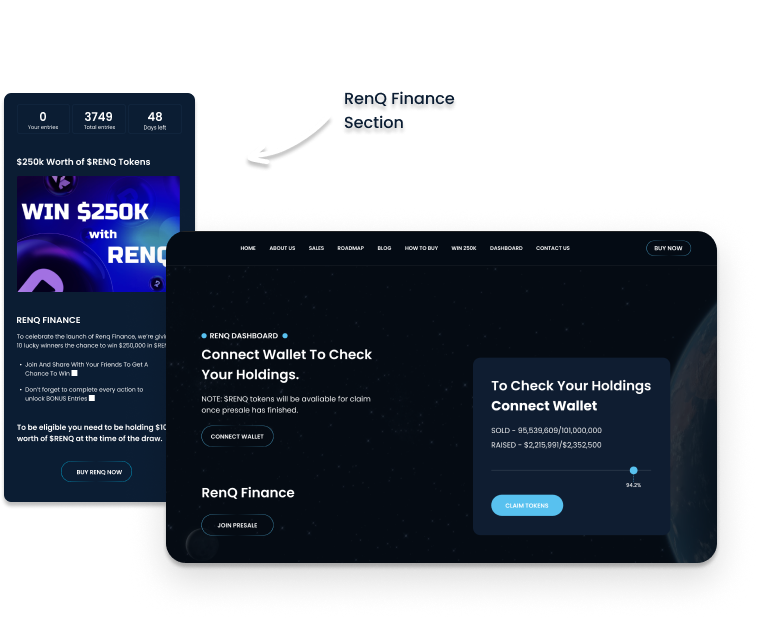 RenQ Finance
Section
0
Your entries
3749
Total entries
48
Days left
$250k Worth of $RENQ Tokens
WIN $250K
with
RENQ
RENQ FINANCE
To celebrate the launch of Renq Finance, we're
10 lucky winners the chance to win $250,000 in
Join And Share With Your Friends To Get A
Chance To Win
Don't forget to complete every action to
unlock BONUS Entries
To be eligible you need to be holding
worth of $RENQ at the time of the draw.
BUY RENQ NOW
HOME ABOUT US SALES ROADMAP BLOG HOW TO BUY WIN 250K DASHBOARD CONTACT US BUY NOW
RENQ DASHBOARD
Connect Wallet To Check
Your Holdings.
NOTE: $RENQ tokens will be avaliable for claim
once presale has finished.
CONNECT WALLET
RenQ Finance
JOIN PRESALE
To Check Your Holdings
Connect Wallet
SOLD - 95,539,609/101,000,000
RAISED - $2,215,991/$2,352,500
94.2%
CLAIM TOKENS